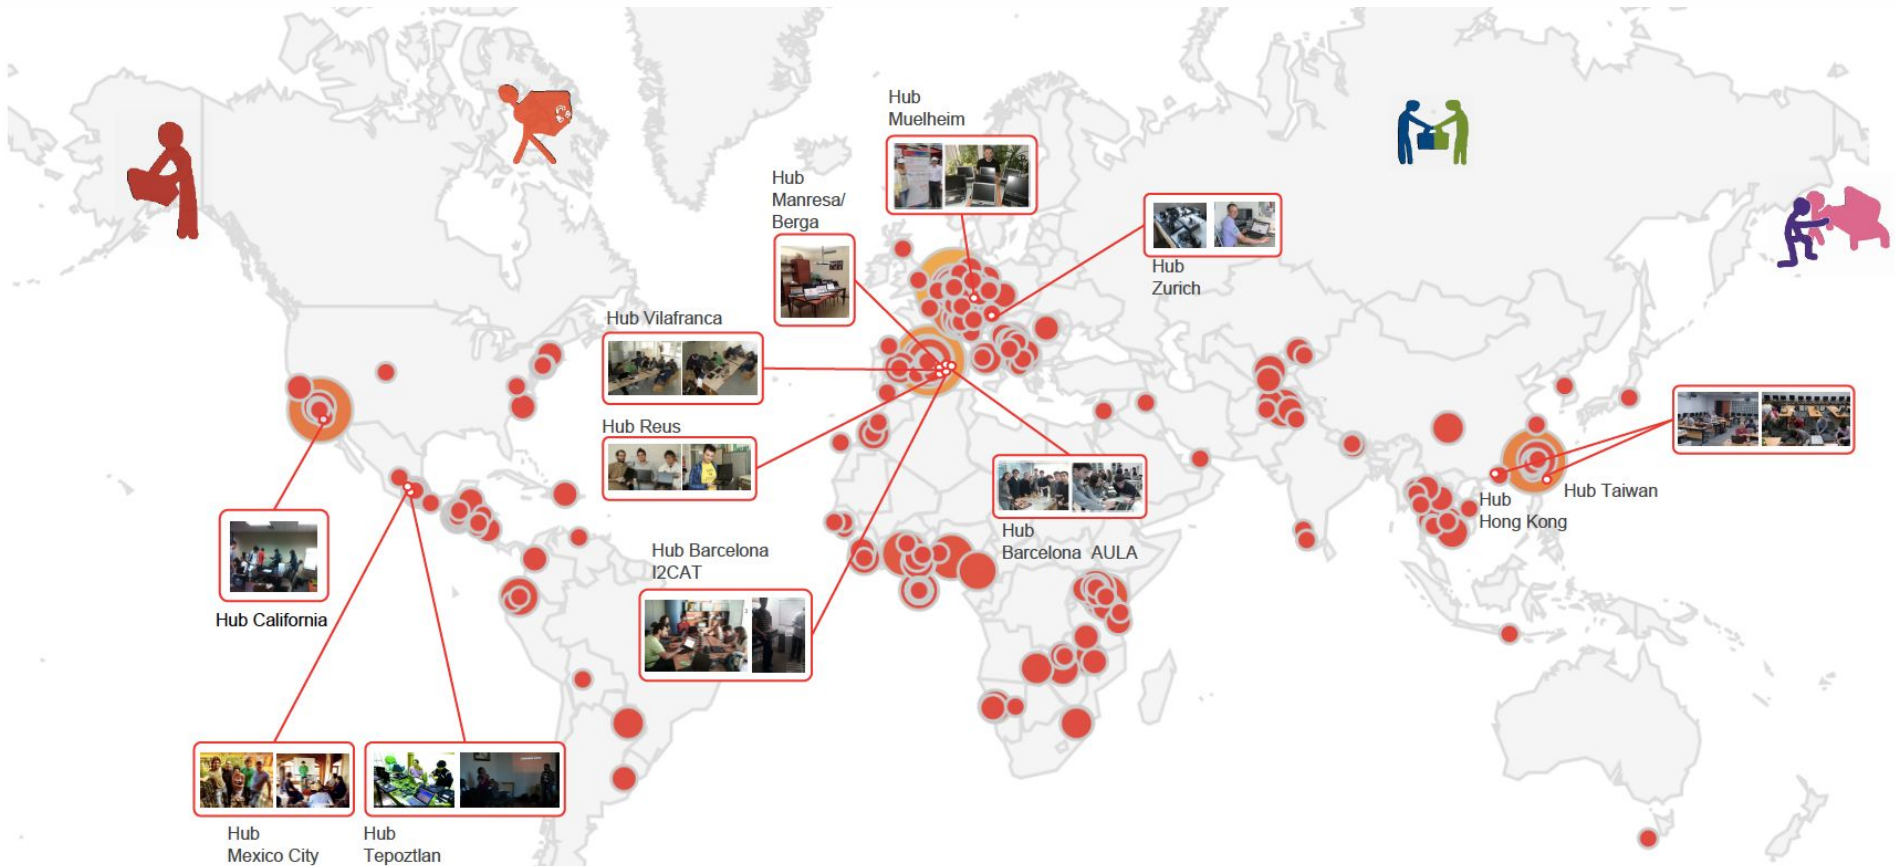 Hub
Muelheim
Hub
Manresa/
Berga
Hub
Zurich
Hub Vilafranca
Hub Reus
Hub
Hong Kong
Hub Taiwan
Hub
Barcelona AULA
Hub Barcelona
I2CAT
Hub California
Hub
Mexico City
Hub
Tepoztlan